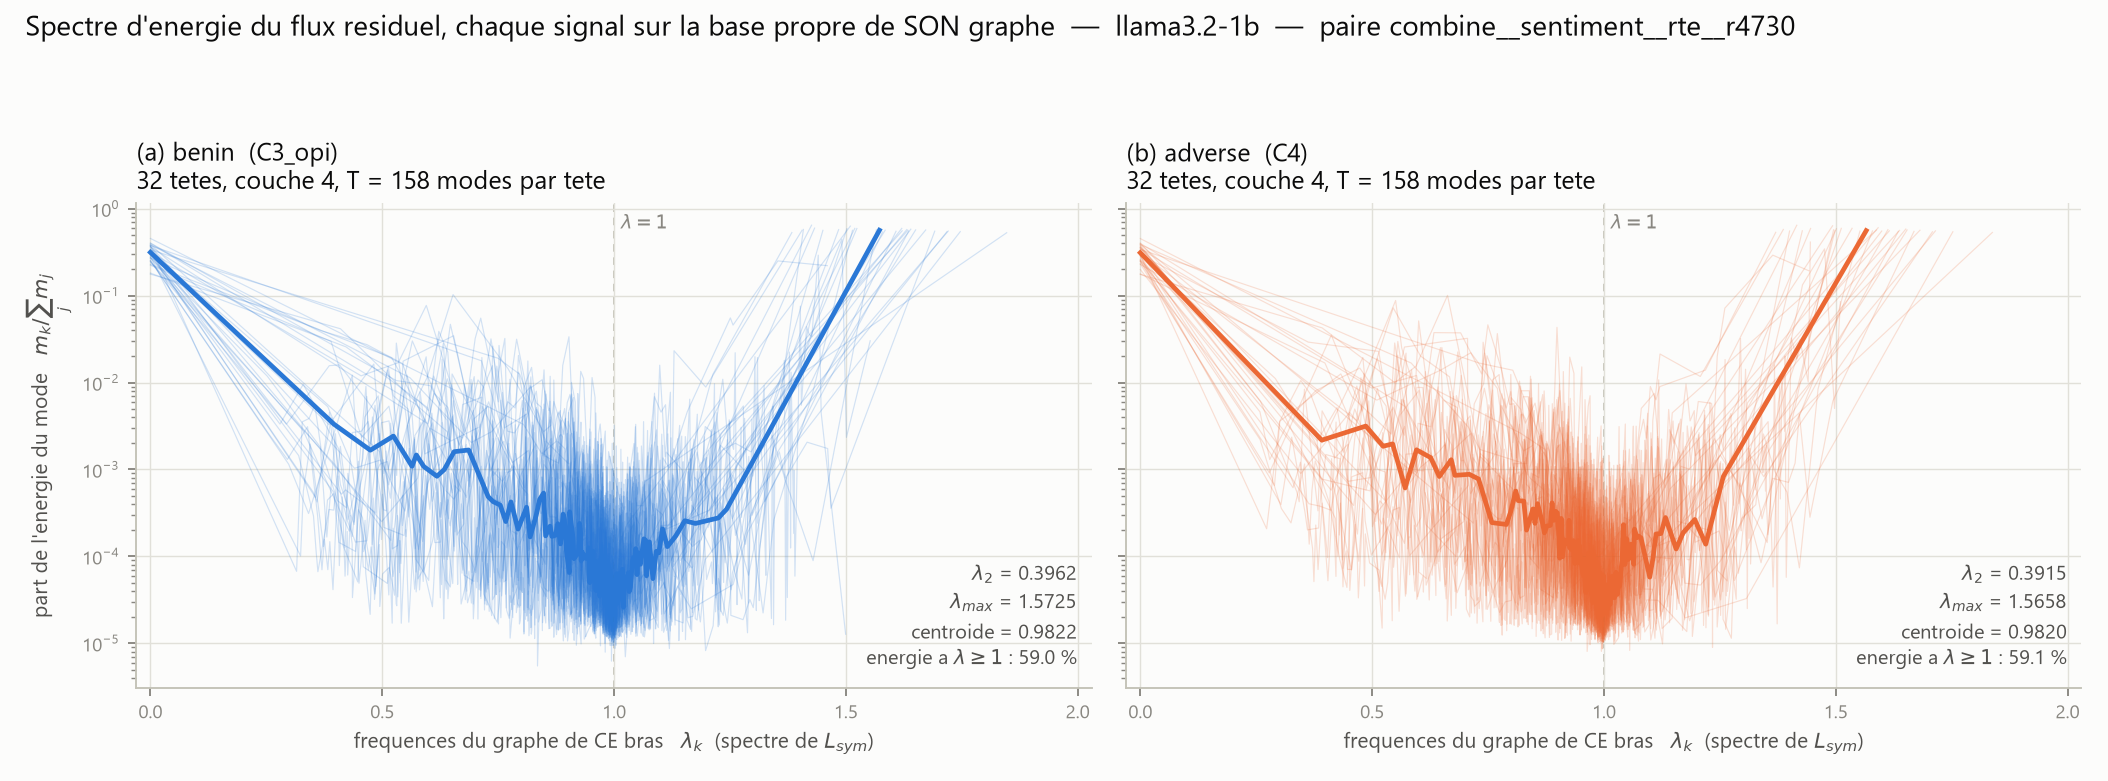 Spectre d'energie du flux residuel, chaque signal sur la base propre de SON graphe — llama3.2-1b — paire combine__sentiment__rte__r4730
(a) benin (C3_opi)
32 tetes, couche 4, T = 158 modes par tete
λ = 1
10⁰
10⁻¹
10⁻²
10⁻³
10⁻⁴
10⁻⁵
part de l'energie du mode m_k/∑_j m_j
λ₂ = 0.3962
λ_max = 1.5725
centroide = 0.9822
energie a λ ≥ 1 : 59.0 %
0.0 0.5 1.0 1.5 2.0
frequences du graphe de CE bras λ_k (spectre de L_sym)
(b) adverse (C4)
32 tetes, couche 4, T = 158 modes par tete
λ = 1
λ₂ = 0.3915
λ_max = 1.5658
centroide = 0.9820
energie a λ ≥ 1 : 59.1 %
0.0 0.5 1.0 1.5 2.0
frequences du graphe de CE bras λ_k (spectre de L_sym)